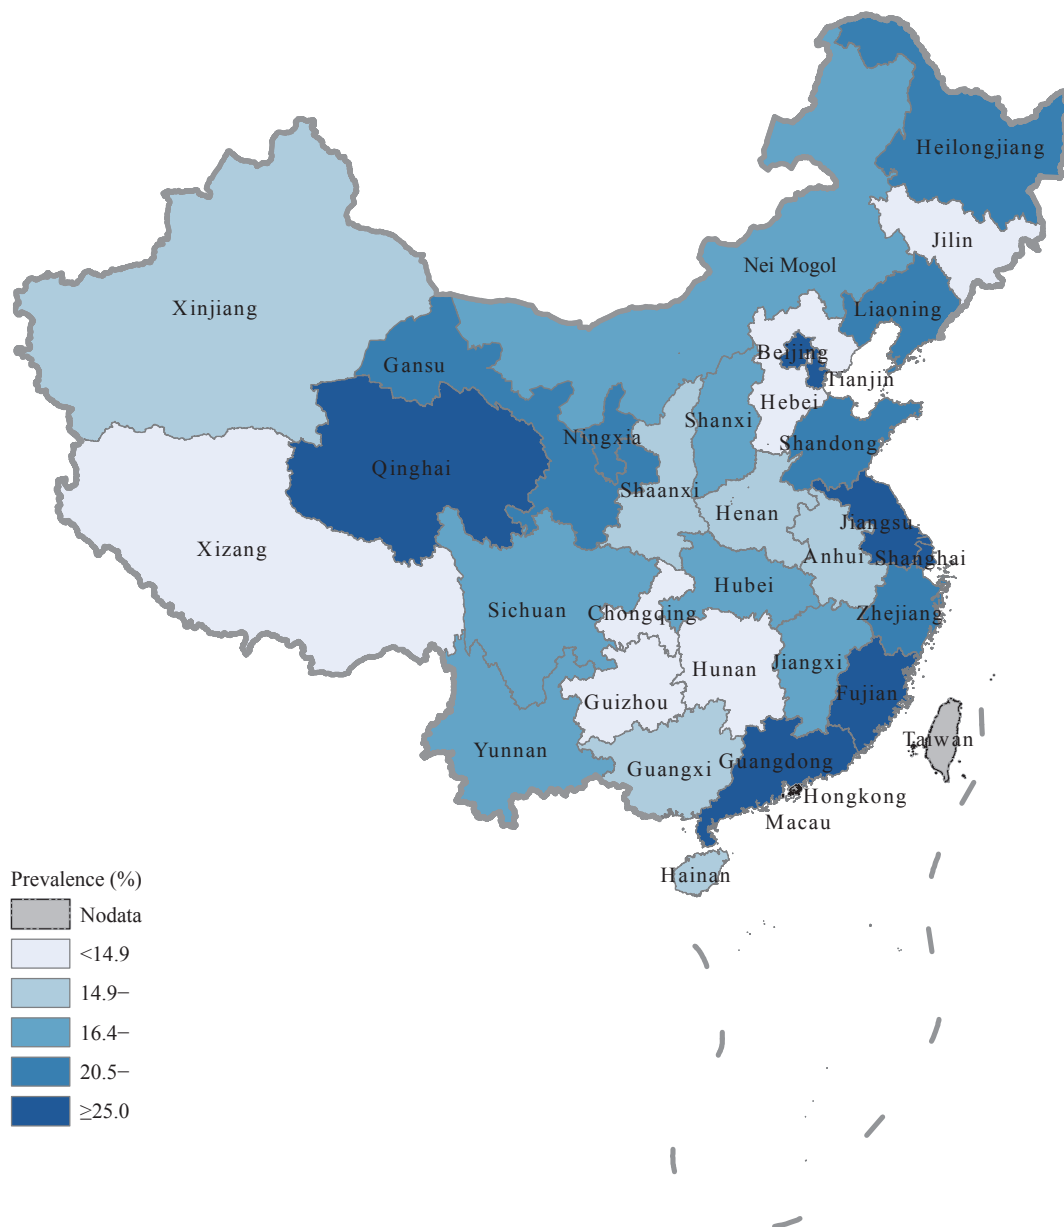 Heilongjiang
Jilin
Nei Mogol
Xinjiang
Liaoning
Beijing
Gansu
Tianjin
Hebei
Shanxi
Ningxia
Shandong
Qinghai
Shaanxi
Henan
Jiangsu
Xizang
Anhui
Shanghai
Hubei
Sichuan
Chongqing
Zhejiang
Hunan
Jiangxi
Guizhou
Fujian
Taiwan
Yunnan
Guangxi
Guangdong
Hongkong
Macau
Hainan
Prevalence (%)
Nodata
<14.9
14.9−
16.4−
20.5−
≥25.0